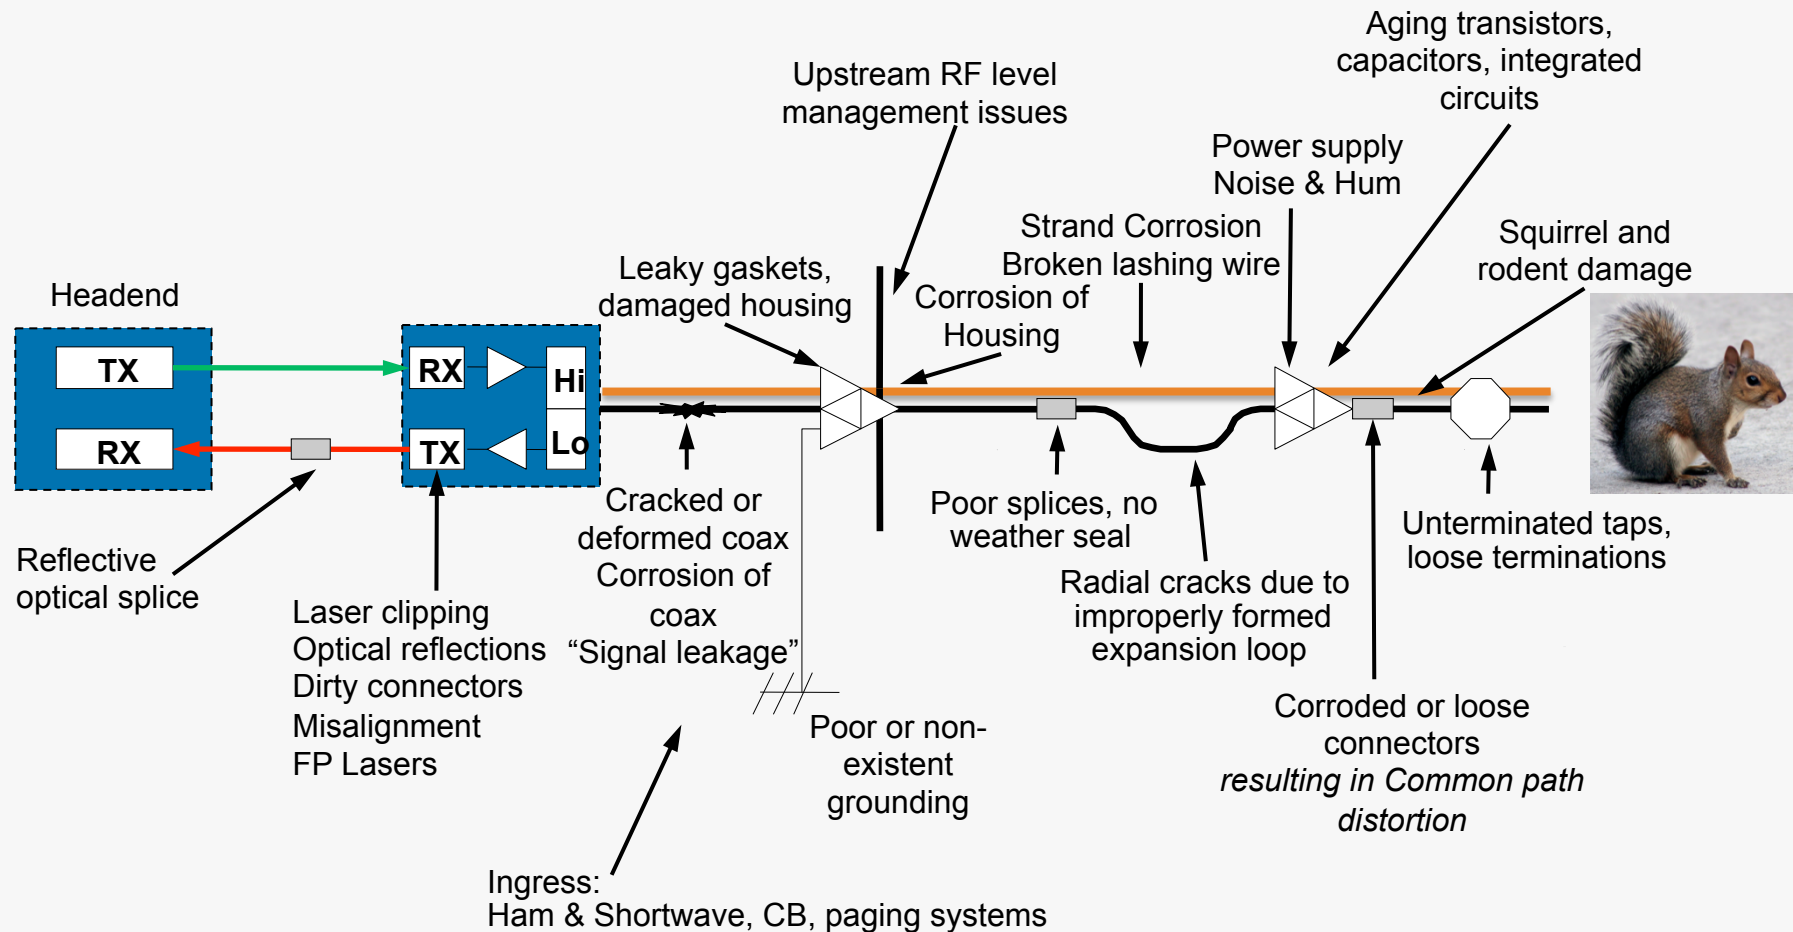 Aging transistors,
capacitors, integrated
circuits
Upstream RF level
management issues
Power supply
Noise & Hum
Strand Corrosion
Broken lashing wire
Squirrel and
rodent damage
Leaky gaskets,
damaged housing
Corrosion of
Housing
Headend
TX
RX
Hi
RX
TX
Lo
Reflective
optical splice
Laser clipping
Optical reflections
Dirty connectors
Misalignment
FP Lasers
Cracked or
deformed coax
Corrosion of
coax
“Signal leakage”
Poor or non-
existent
grounding
Poor splices, no
weather seal
Radial cracks due to
improperly formed
expansion loop
Unterminated taps,
loose terminations
Corroded or loose
connectors
resulting in Common path
distortion
Ingress:
Ham & Shortwave, CB, paging systems